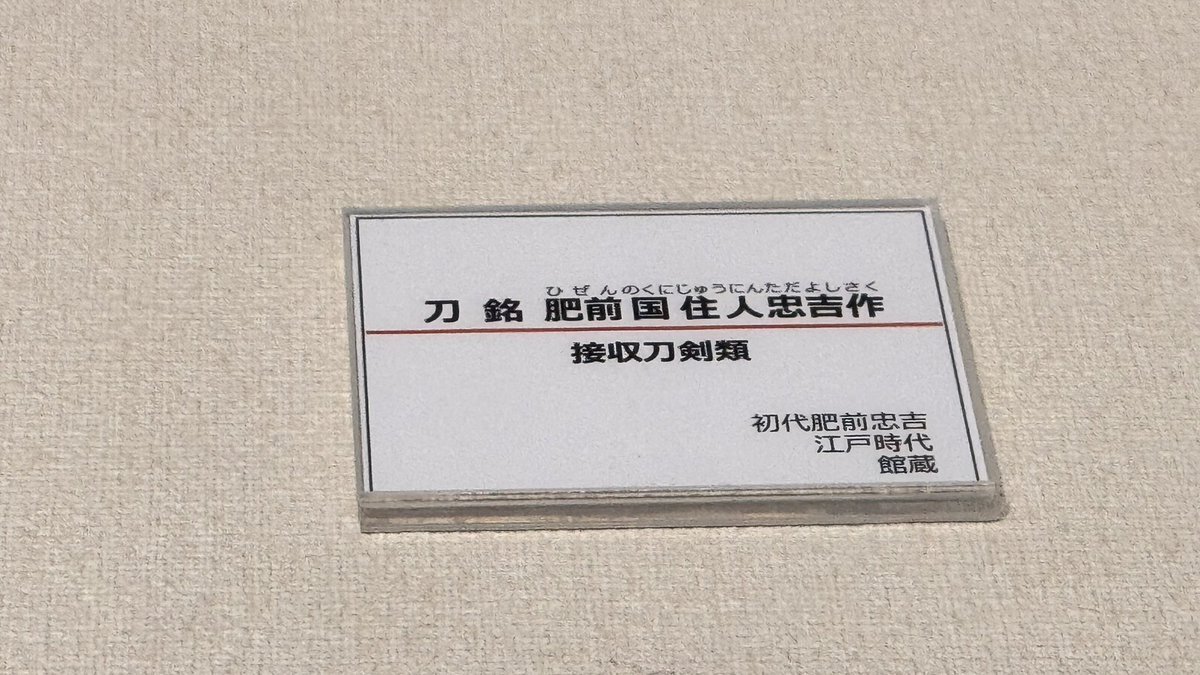 ひぜんのくにじゅうにんただよしさく
刀 銘 肥前国住人忠吉作
接収刀剣類
初代肥前忠吉
江戸時代
館蔵